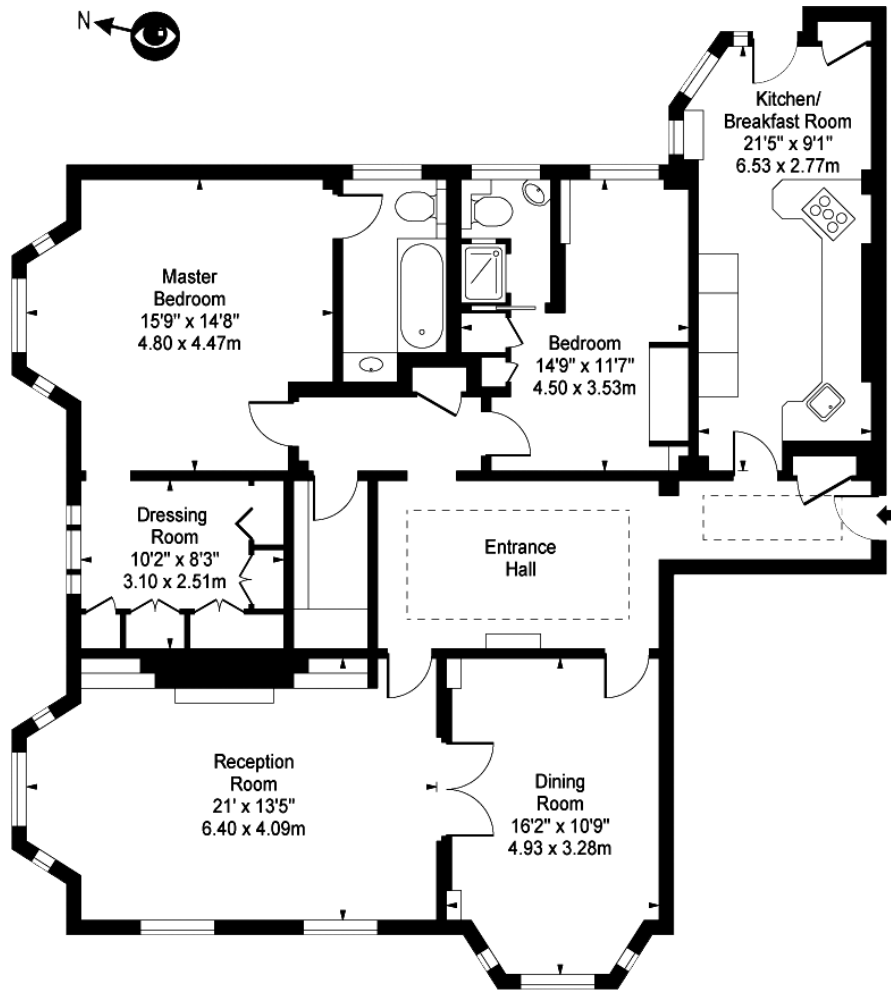 N
Kitchen/
Breakfast Room
21'5" x 9'1"
6.53 x 2.77m
Master
Bedroom
15'9" x 14'8"
4.80 x 4.47m
Bedroom
14'9" x 11'7"
4.50 x 3.53m
Dressing
Room
10'2" x 8'3"
3.10 x 2.51m
Entrance
Hall
Reception
Room
21' x 13'5"
6.40 x 4.09m
Dining
Room
16'2" x 10'9"
4.93 x 3.28m